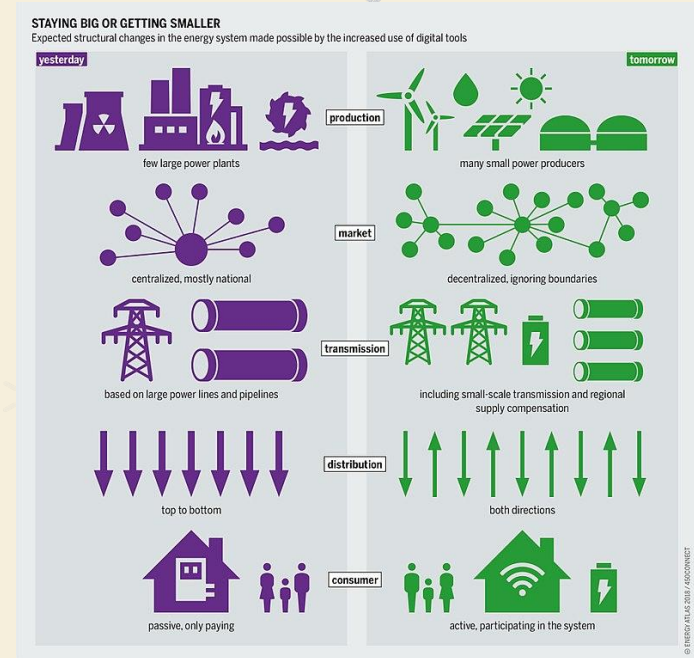 STAYING BIG OR GETTING SMALLER
Expected structural changes in the energy system made possible by the increased use of digital tools
yesterday
tomorrow
production
few large power plants
many small power producers
market
centralized, mostly national
decentralized, ignoring boundaries
transmission
based on large power lines and pipelines
including small-scale transmission and regional
supply compensation
distribution
top to bottom
both directions
consumer
passive, only paying
active, participating in the system
© ENERGY ATLAS 2018 / 450CONNECT